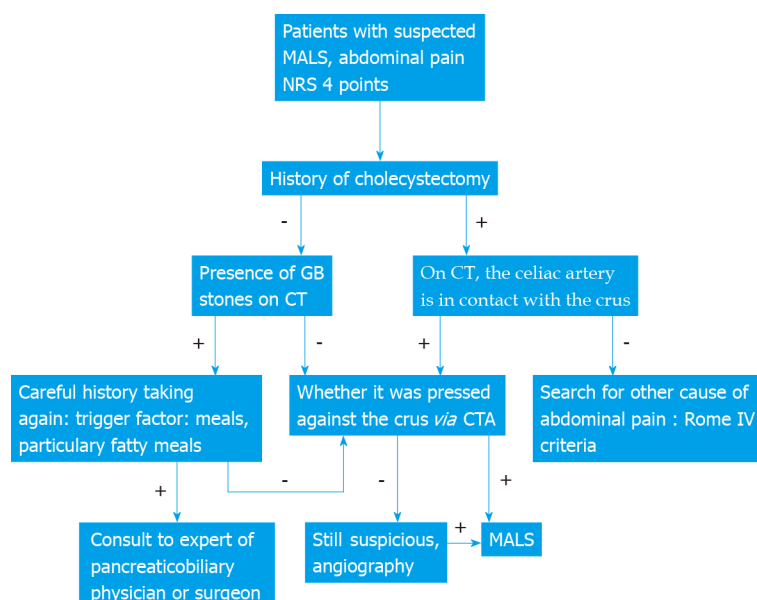 Patients with suspected
MALS, abdominal pain
NRS 4 points
History of cholecystectomy
-
+
Presence of GB
stones on CT
On CT, the celiac artery
is in contact with the crus
+
-
+
-
Careful history taking
again: trigger factor: meals,
particulary fatty meals
Whether it was pressed
against the crus via CTA
Search for other cause of
abdominal pain : Rome IV
criteria
+
-
-
+
Consult to expert of
pancreaticobiliary
physician or surgeon
Still suspicious,
angiography
+
MALS